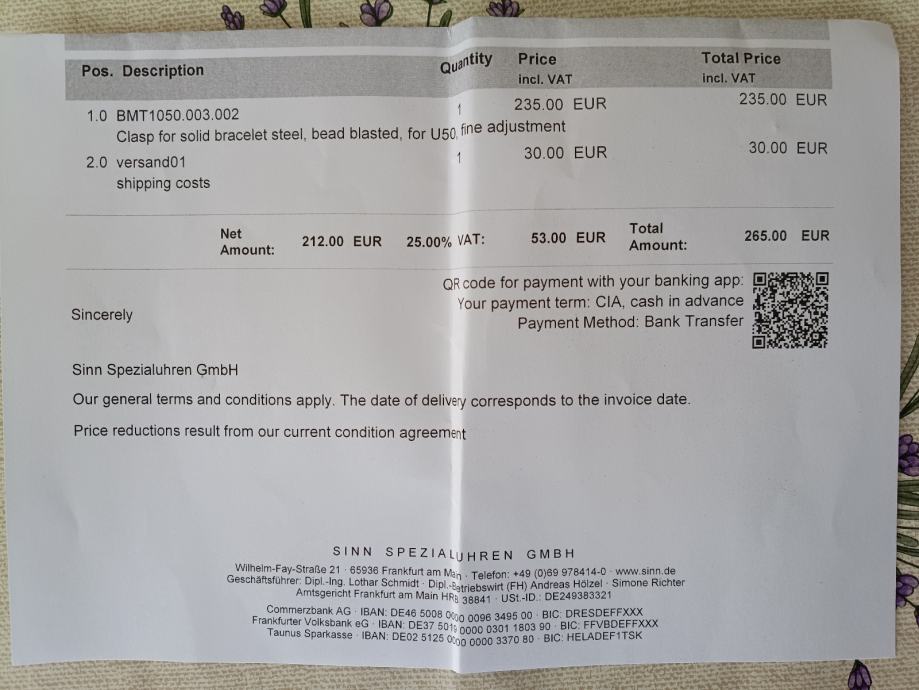 Pos. Description Quantity Price Total Price
incl. VAT incl. VAT
1.0 BMT1050.003.002 1 235.00 EUR 235.00 EUR
Clasp for solid bracelet steel, bead blasted, for U50, fine adjustment
2.0 versand01 1 30.00 EUR 30.00 EUR
shipping costs
Net Amount: 212.00 EUR 25.00% VAT: 53.00 EUR Total Amount: 265.00 EUR
QR code for payment with your banking app:
Your payment term: CIA, cash in advance
Payment Method: Bank Transfer
Sincerely
Sinn Spezialuhren GmbH
Our general terms and conditions apply. The date of delivery corresponds to the invoice date.
Price reductions result from our current condition agreement
SINN SPEZIALUHREN GMBH
Wilhelm-Fay-Straße 21 · 65936 Frankfurt am Main · Telefon: +49 (0)69 978414-0 · www.sinn.de
Geschäftsführer: Dipl.-Ing. Lothar Schmidt · Dipl.-Betriebswirt (FH) Andreas Hölzel · Simone Richter
Amtsgericht Frankfurt am Main HRB 38841 · USt.-ID.: DE249383321
Commerzbank AG · IBAN: DE46 5008 0000 0096 3495 00 · BIC: DRESDEFFXXX
Frankfurter Volksbank eG · IBAN: DE37 5019 0000 0301 1803 90 · BIC: FFVBDEFFXXX
Taunus Sparkasse · IBAN: DE02 5125 0000 0000 3370 80 · BIC: HELADEF1TSK